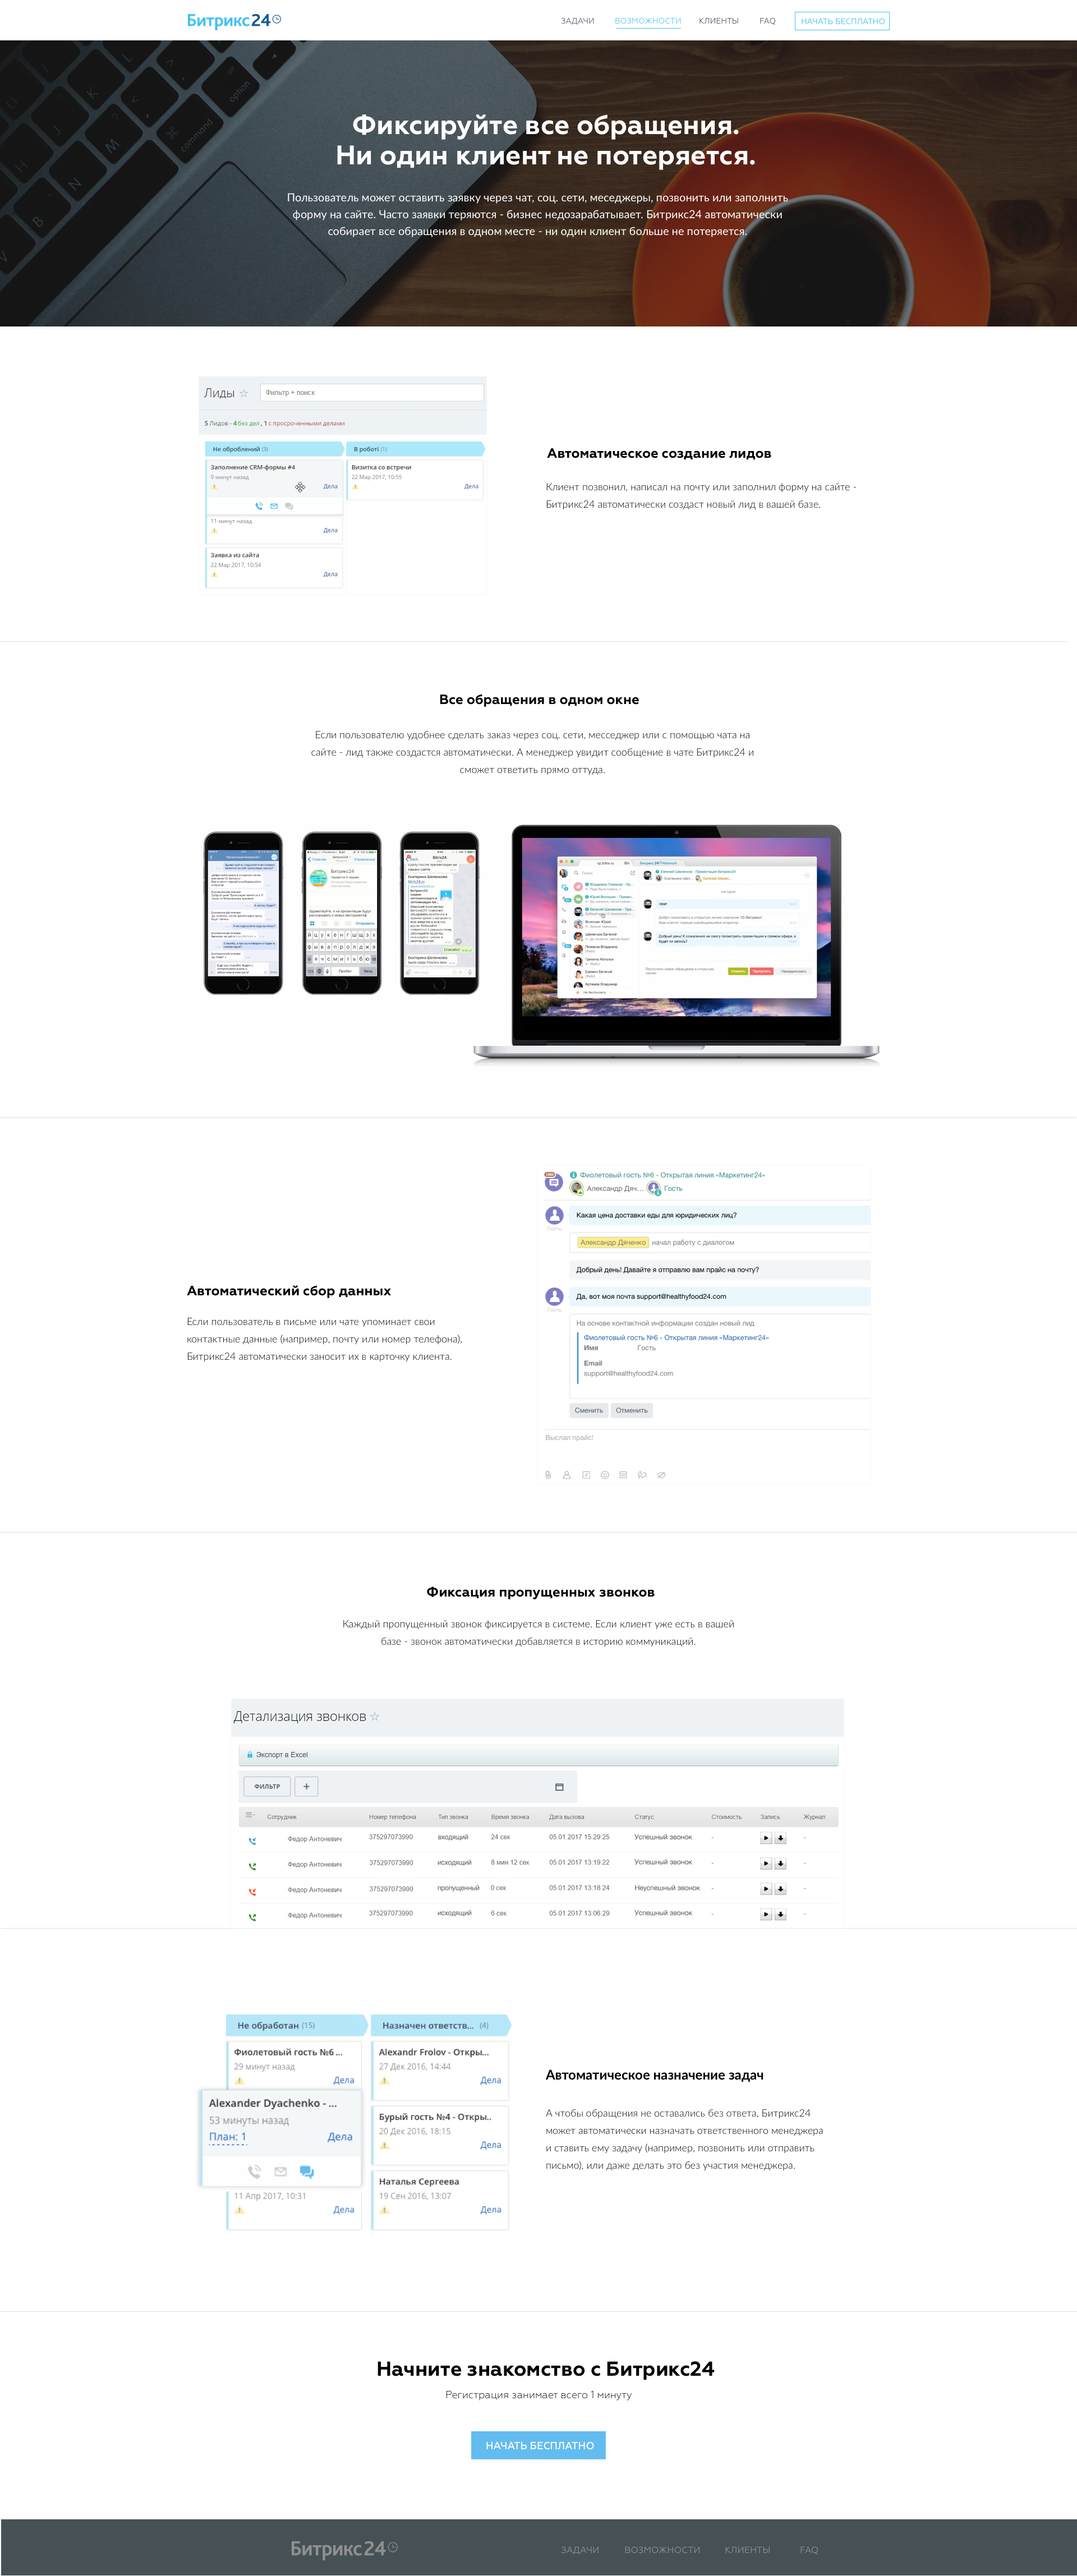 Битрикс24
ЗАДАЧИ
ВОЗМОЖНОСТИ
КЛИЕНТЫ
FAQ
НАЧАТЬ БЕСПЛАТНО
Фиксируйте все обращения.
Ни один клиент не потеряется.
Пользователь может оставить заявку через чат, соц. сети, меседжеры, позвонить или заполнить
форму на сайте. Часто заявки теряются - бизнес недозарабатывает. Битрикс24 автоматически
собирает все обращения в одном месте - ни один клиент больше не потеряется.
option
command
Лиды
Фильтр + поиск
5 Лидов - 4 без дел , 1 с просроченными делами
Не оброблений (3)
В роботі (1)
Заполнение CRM-формы #4
9 минут назад
Дела
Визитка со встречи
22 Мар 2017, 10:55
Дела
11 минут назад
Дела
Заявка из сайта
22 Мар 2017, 10:54
Дела
Автоматическое создание лидов
Клиент позвонил, написал на почту или заполнил форму на сайте -
Битрикс24 автоматически создаст новый лид в вашей базе.
Все обращения в одном окне
Если пользователю удобнее сделать заказ через соц. сети, месседжер или с помощью чата на
сайте - лид также создастся автоматически. А менеджер увидит сообщение в чате Битрикс24 и
сможет ответить прямо оттуда.
Битрикс24
Автоматический сбор данных
Если пользователь в письме или чате упоминает свои
контактные данные (например, почту или номер телефона),
Битрикс24 автоматически заносит их в карточку клиента.
Фиолетовый гость №6 - Открытая линия «Маркетинг24»
Александр Дяч...
Гость
Какая цена доставки еды для юридических лиц?
Гость
Александр Дяченко начал работу с диалогом
Добрый день! Давайте я отправлю вам прайс на почту?
Да, вот моя почта support@healthyfood24.com
Гость
На основе контактной информации создан новый лид
Фиолетовый гость №6 - Открытая линия «Маркетинг24»
Имя Гость
Email
support@healthyfood24.com
Сменить
Отменить
Выслал прайс!
Фиксация пропущенных звонков
Каждый пропущенный звонок фиксируется в системе. Если клиент уже есть в вашей
базе - звонок автоматически добавляется в историю коммуникаций.
Детализация звонков
Экспорт в Excel
ФИЛЬТР
+
Сотрудник Номер телефона Тип звонка Время звонка Дата вызова Статус Стоимость Запись Журнал
Федор Антоневич 375297073990 входящий 24 сек 05.01 2017 15:29:25 Успешный звонок - -
Федор Антоневич 375297073990 исходящий 8 мин 12 сек 05.01 2017 13:19:22 Успешный звонок - -
Федор Антоневич 375297073990 пропущенный 0 сек 05.01 2017 13:18:24 Неуспешный звонок - -
Федор Антоневич 375297073990 исходящий 6 сек 05.01 2017 13:06:29 Успешный звонок - -
Не обработан (15)
Назначен ответств... (4)
Фиолетовый гость №6 ...
29 минут назад
Дела
Alexander Dyachenko - ...
53 минуты назад
План: 1
Дела
11 Апр 2017, 10:31
Дела
Alexandr Frolov - Откры...
27 Дек 2016, 14:44
Дела
Бурый гость №4 - Откры..
20 Дек 2016, 18:15
Дела
Наталья Сергеева
19 Сен 2016, 13:07
Дела
Автоматическое назначение задач
А чтобы обращения не оставались без ответа, Битрикс24
может автоматически назначать ответственного менеджера
и ставить ему задачу (например, позвонить или отправить
письмо), или даже делать это без участия менеджера.
Начните знакомство с Битрикс24
Регистрация занимает всего 1 минуту
НАЧАТЬ БЕСПЛАТНО
Битрикс24
ЗАДАЧИ
ВОЗМОЖНОСТИ
КЛИЕНТЫ
FAQ